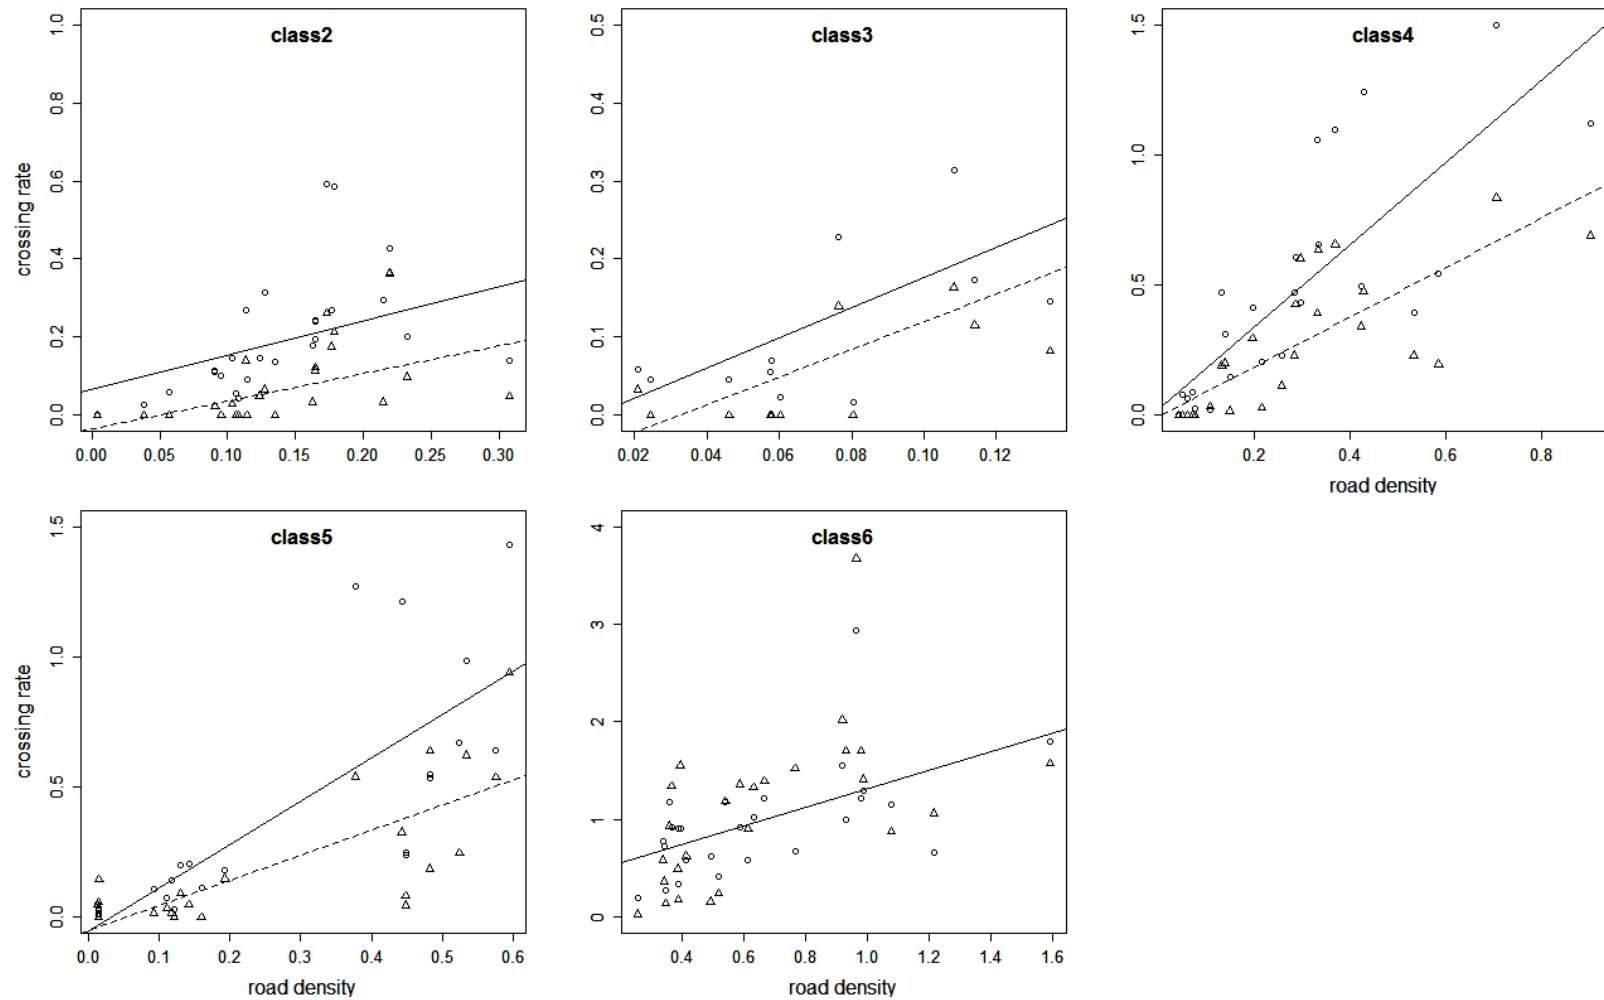 class2
1.0
0.8
0.6
0.4
0.2
0.0
crossing rate
0.00 0.05 0.10 0.15 0.20 0.25 0.30
class3
0.5
0.4
0.3
0.2
0.1
0.0
0.02 0.04 0.06 0.08 0.10 0.12
class4
1.5
1.0
0.5
0.0
0.2 0.4 0.6 0.8
road density
class5
1.5
1.0
0.5
0.0
crossing rate
0.0 0.1 0.2 0.3 0.4 0.5 0.6
road density
class6
4
3
2
1
0
0.4 0.6 0.8 1.0 1.2 1.4 1.6
road density